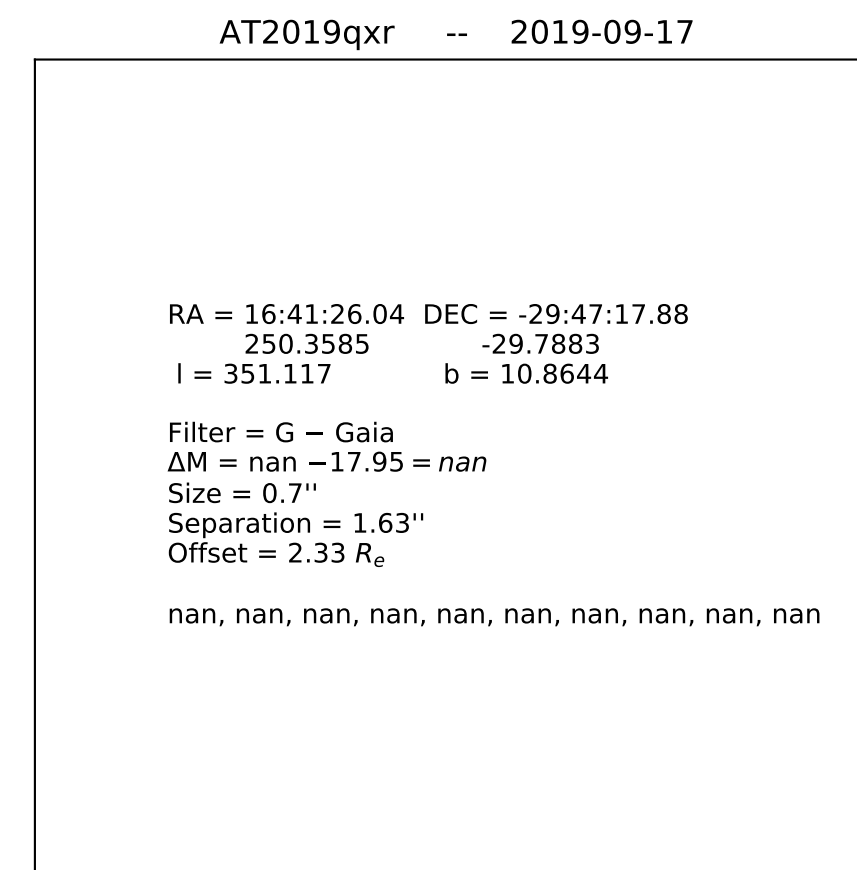 AT2019qxr -- 2019-09-17
RA = 16:41:26.04 DEC = -29:47:17.88
250.3585 -29.7883
l = 351.117 b = 10.8644
Filter = G − Gaia
ΔM = nan −17.95 = nan
Size = 0.7''
Separation = 1.63''
Offset = 2.33 Re
nan, nan, nan, nan, nan, nan, nan, nan, nan, nan